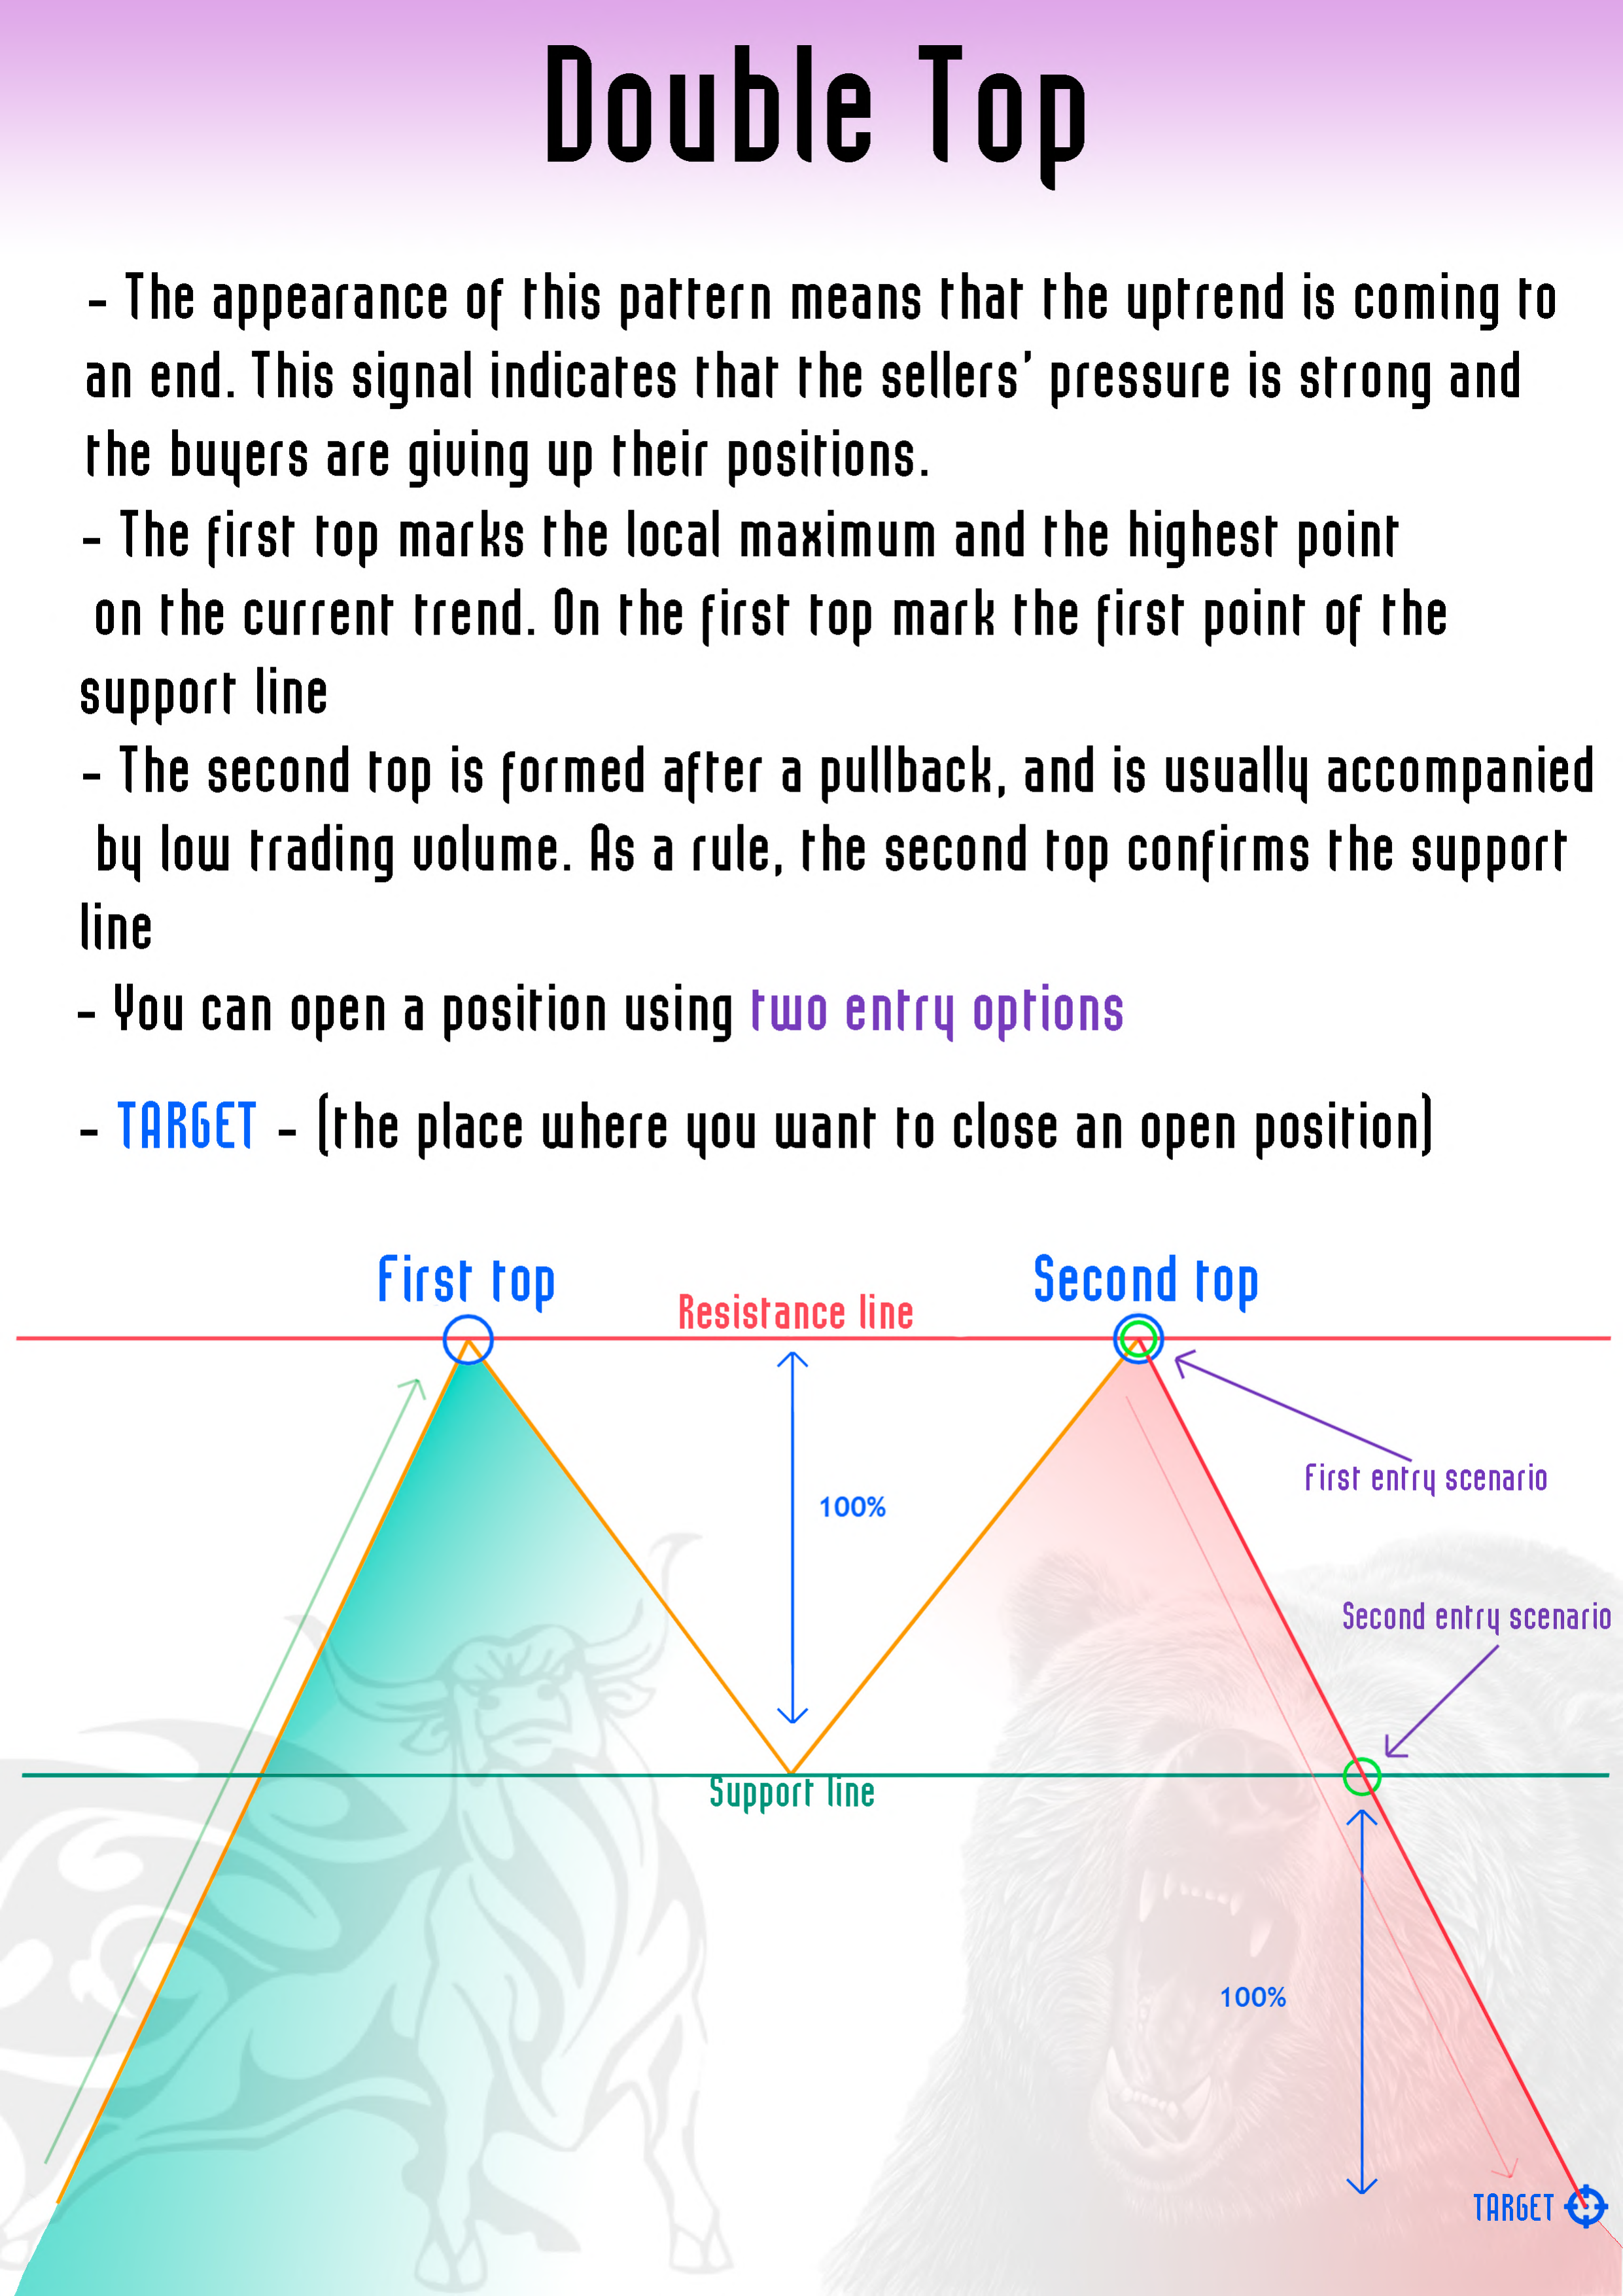 Double Top
- The appearance of this pattern means that the uptrend is coming to
an end. This signal indicates that the sellers' pressure is strong and
the buyers are giving up their positions.
- The first top marks the local maximum and the highest point
on the current trend. On the first top mark the first point of the
support line
- The second top is formed after a pullback, and is usually accompanied
by low trading volume. As a rule, the second top confirms the support
line
- You can open a position using two entry options
- TARGET - (the place where you want to close an open position)
First top
Second top
Resistance line
First entry scenario
100%
Second entry scenario
Support line
100%
TARGET